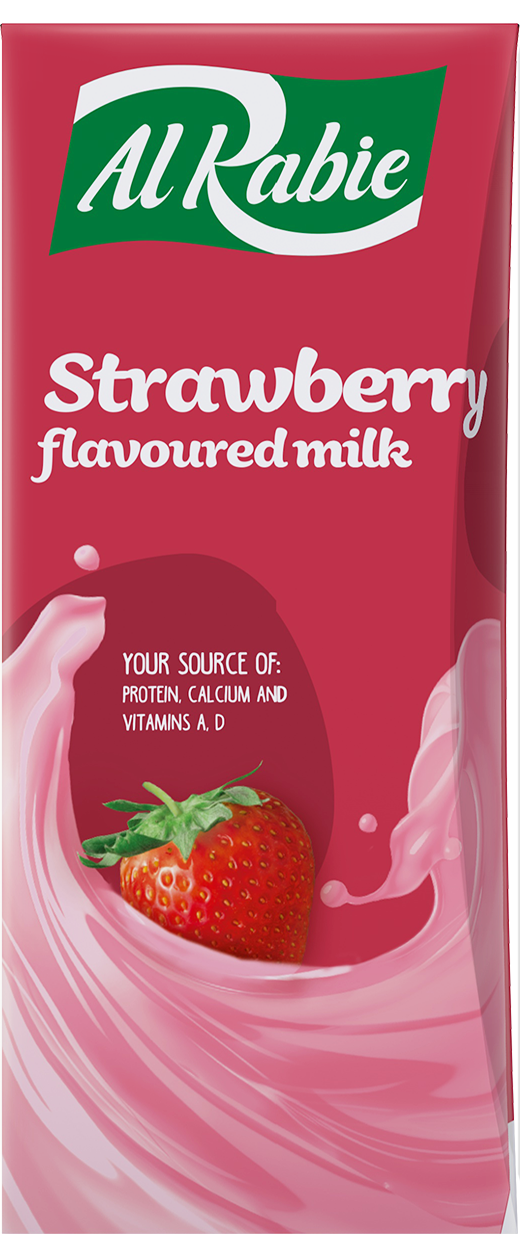 Al Rabie
Strawberry
flavoured milk
YOUR SOURCE OF:
PROTEIN, CALCIUM AND
VITAMINS A, D